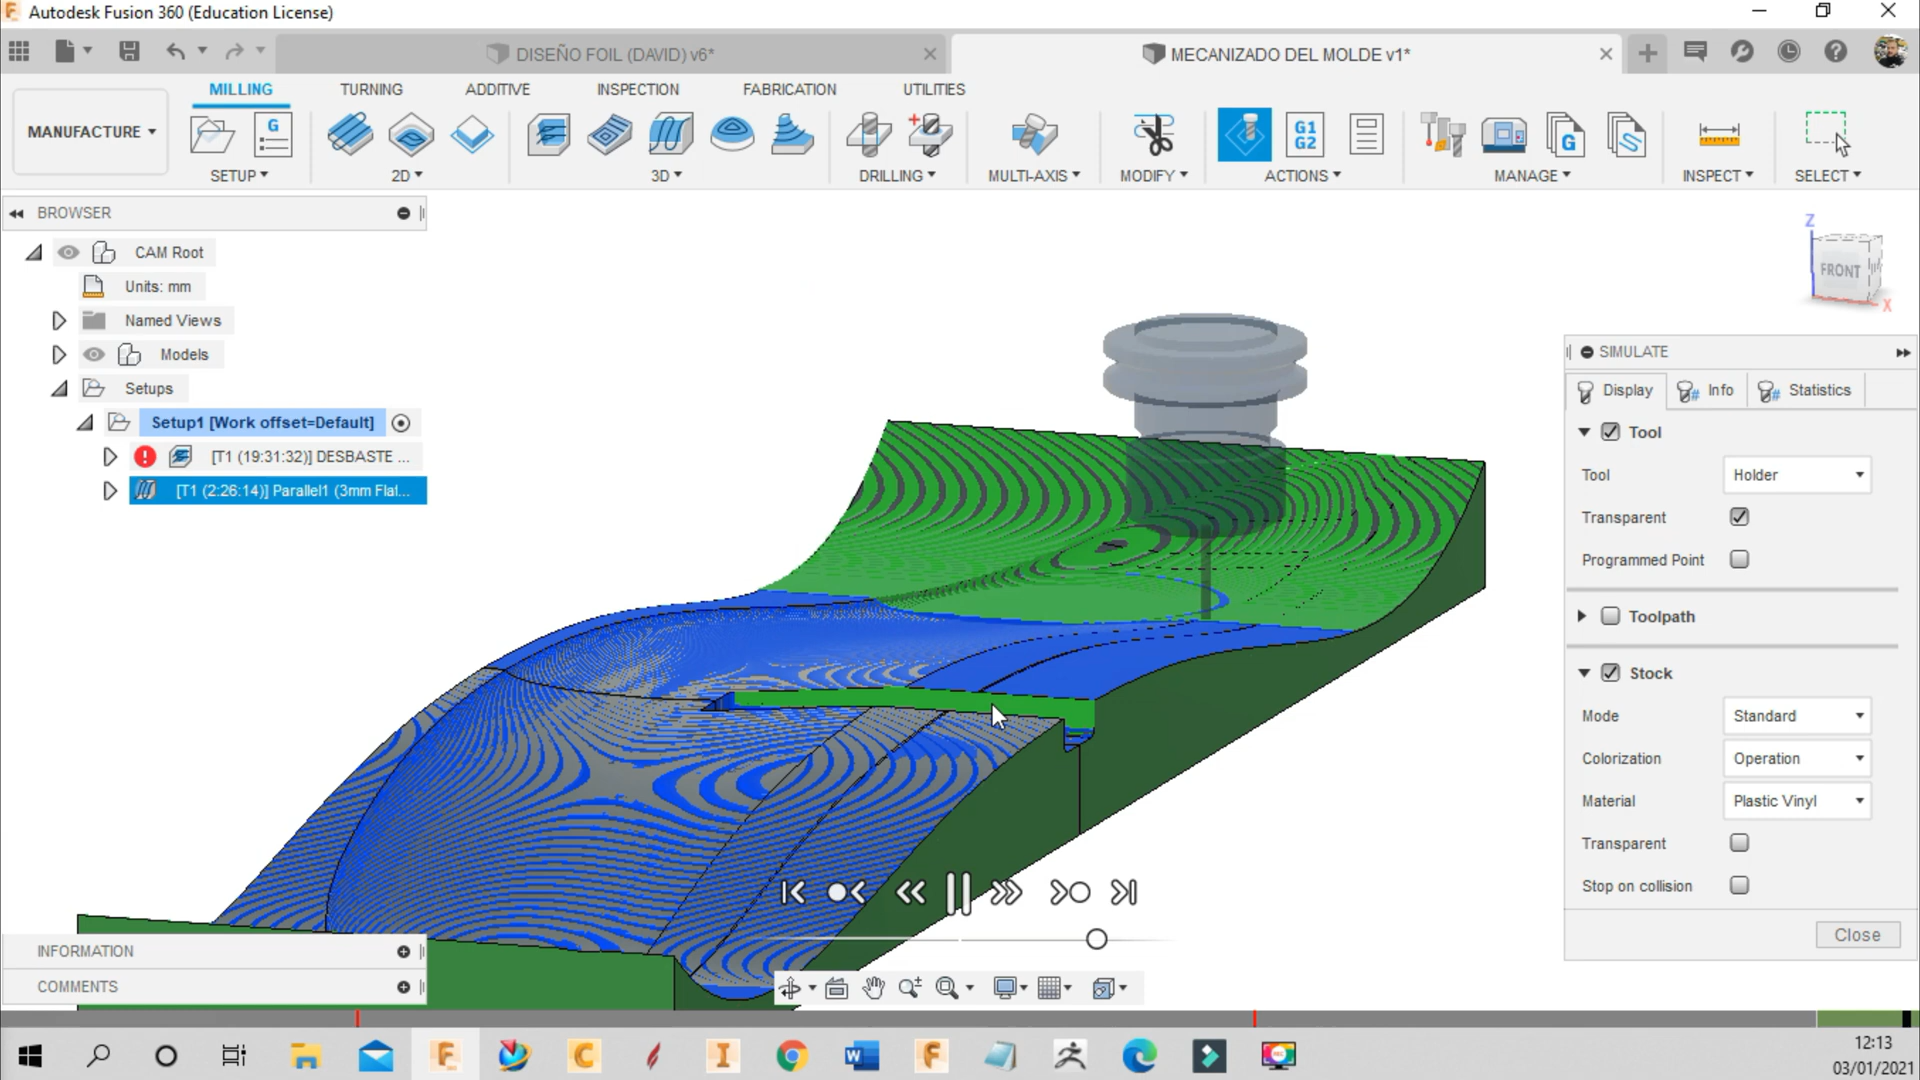 Autodesk Fusion 360 (Education License)
DISEÑO FOIL (DAVID) v6*
MECANIZADO DEL MOLDE v1*
MILLING
TURNING
ADDITIVE
INSPECTION
FABRICATION
UTILITIES
MANUFACTURE
G
G1
G2
G
SETUP
2D
3D
DRILLING
MULTI-AXIS
MODIFY
ACTIONS
MANAGE
INSPECT
SELECT
BROWSER
CAM Root
Units: mm
Named Views
Models
Setups
Setup1 [Work offset=Default]
[T1 (19:31:32)] DESBASTE ...
[T1 (2:26:14)] Parallel1 (3mm Flat...
Z
FRONT
X
SIMULATE
Display
Info
Statistics
Tool
Tool
Holder
Transparent
Programmed Point
Toolpath
Stock
Mode
Standard
Colorization
Operation
Material
Plastic Vinyl
Transparent
Stop on collision
Close
INFORMATION
COMMENTS
12:13
03/01/2021